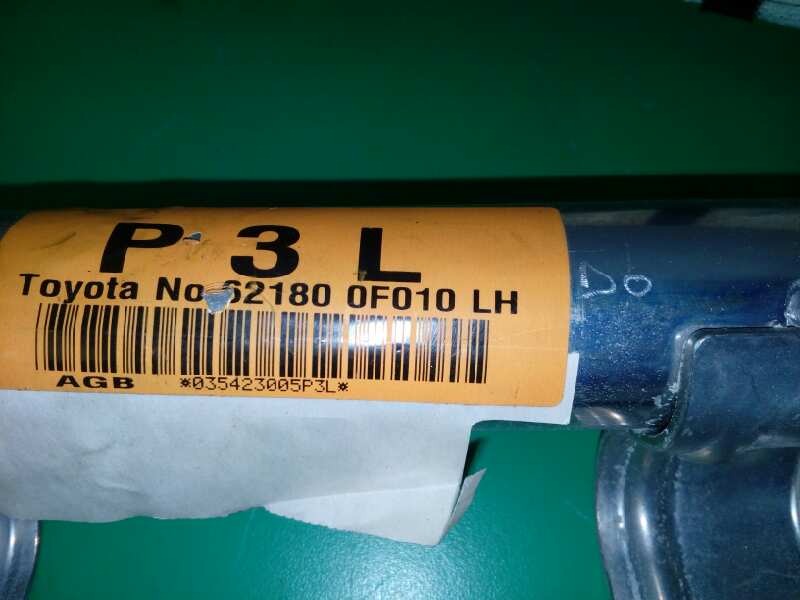 P 3 L
Toyota No 62180 0F010 LH
AGB *035423005P3L*